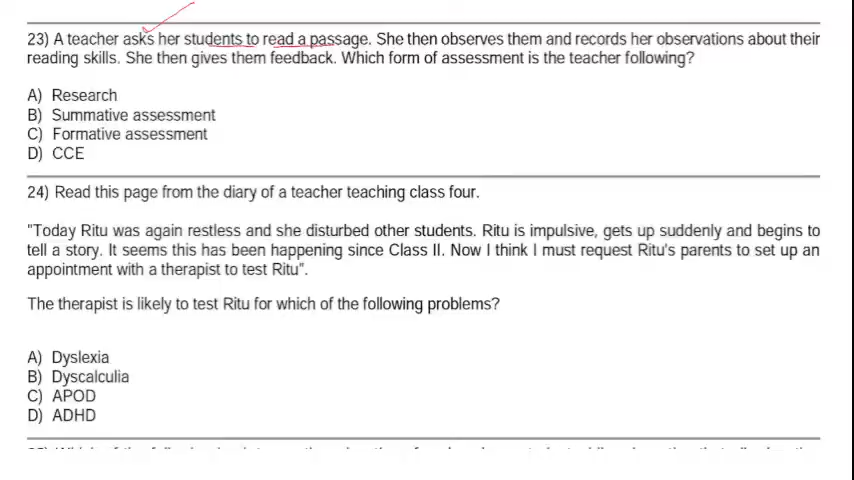 23) A teacher asks her students to read a passage. She then observes them and records her observations about their
reading skills. She then gives them feedback. Which form of assessment is the teacher following?
A) Research
B) Summative assessment
C) Formative assessment
D) CCE
24) Read this page from the diary of a teacher teaching class four.
"Today Ritu was again restless and she disturbed other students. Ritu is impulsive, gets up suddenly and begins to
tell a story. It seems this has been happening since Class II. Now I think I must request Ritu's parents to set up an
appointment with a therapist to test Ritu".
The therapist is likely to test Ritu for which of the following problems?
A) Dyslexia
B) Dyscalculia
C) APOD
D) ADHD